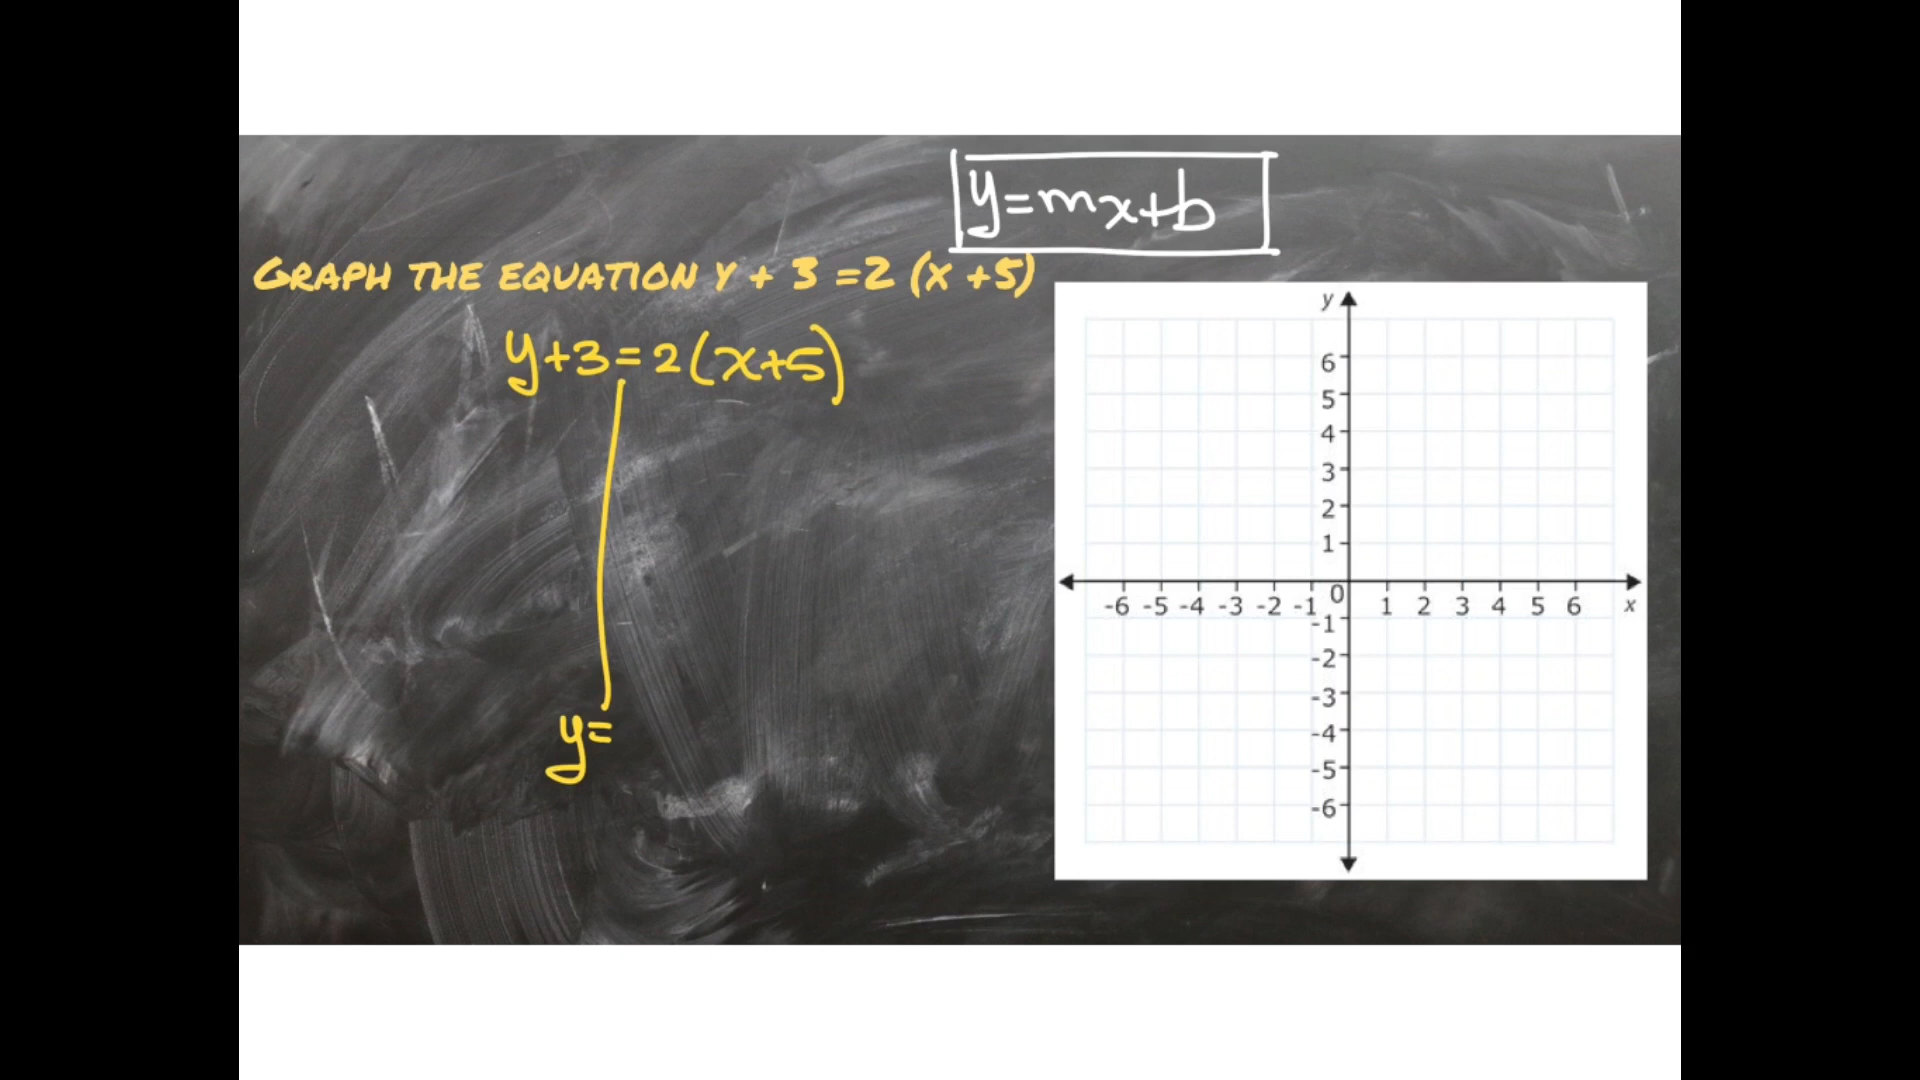 y=mx+b
GRAPH THE EQUATION Y + 3 =2 (X +5)
y+3=2(x+5)
y=
y
6
5
4
3
2
1
-6 -5 -4 -3 -2 -1 0 1 2 3 4 5 6 x
-1
-2
-3
-4
-5
-6